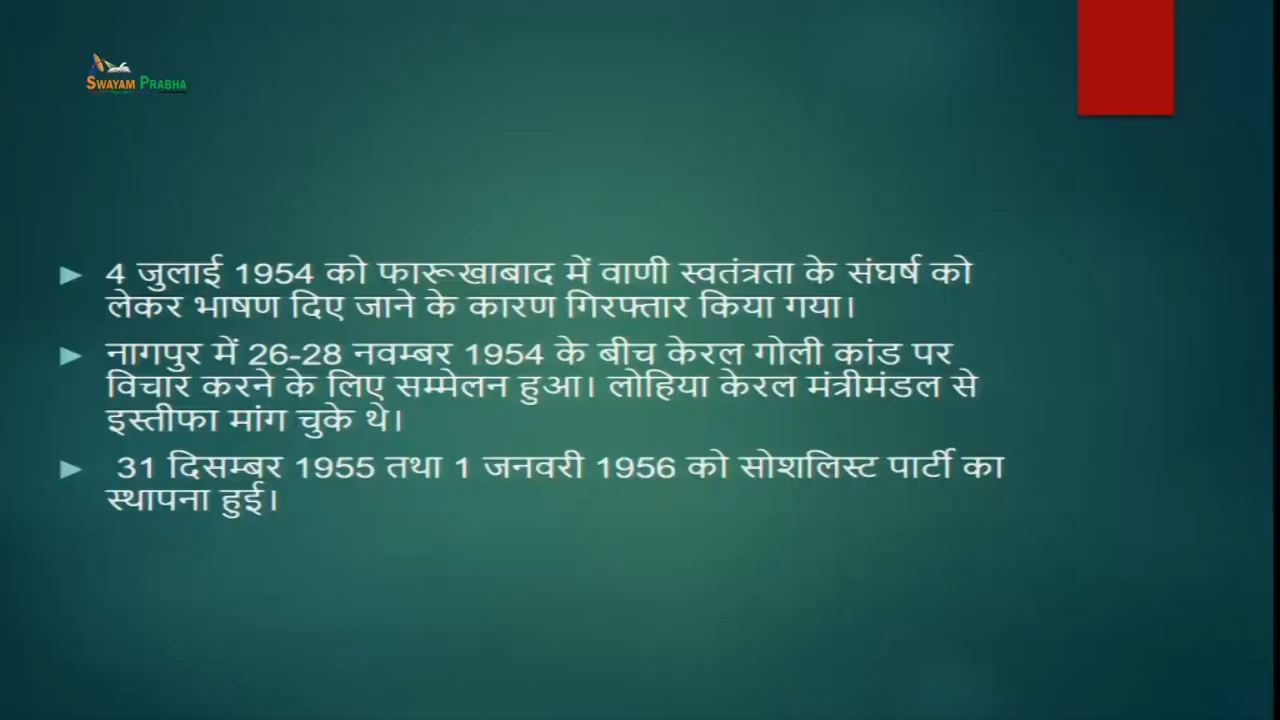 SWAYAM PRABHA
4 जुलाई 1954 को फारूखाबाद में वाणी स्वतंत्रता के संघर्ष को
लेकर भाषण दिए जाने के कारण गिरफ्तार किया गया।
नागपुर में 26-28 नवम्बर 1954 के बीच केरल गोली कांड पर
विचार करने के लिए सम्मेलन हुआ। लोहिया केरल मंत्रीमंडल से
इस्तीफा मांग चुके थे।
31 दिसम्बर 1955 तथा 1 जनवरी 1956 को सोशलिस्ट पार्टी का
स्थापना हुई।